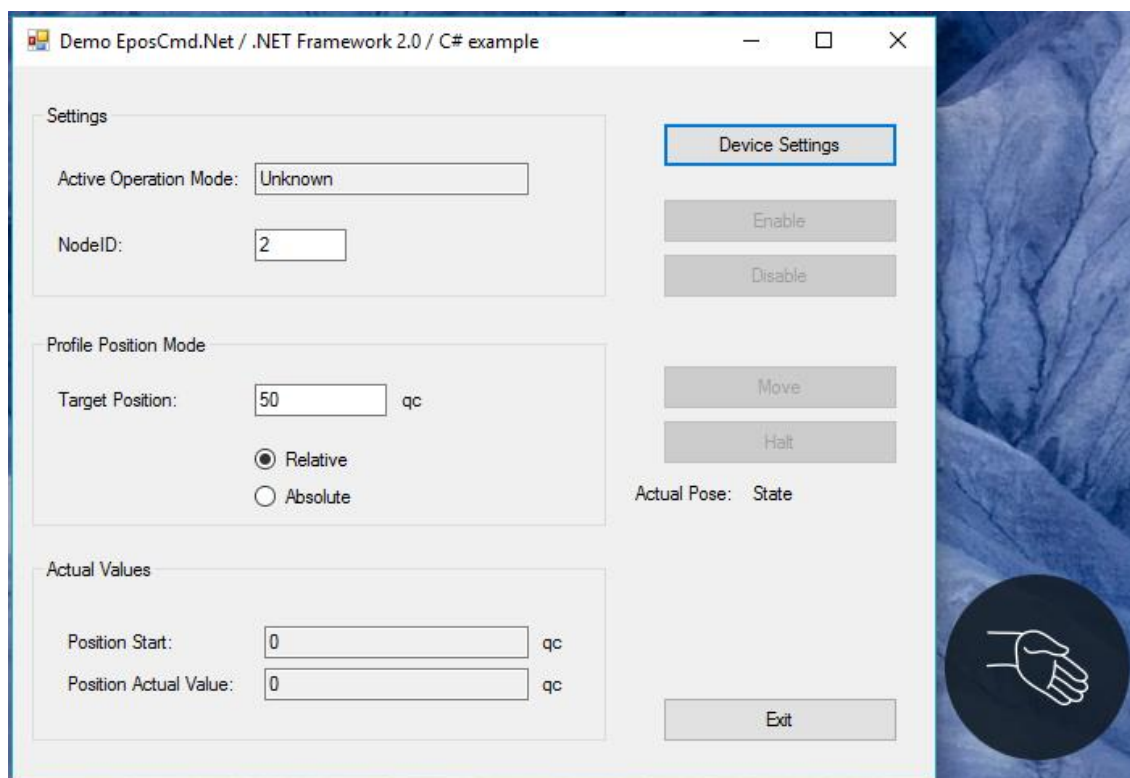 Demo EposCmd.Net / .NET Framework 2.0 / C# example
Settings
Device Settings
Active Operation Mode: Unknown
Enable
NodeID: 2
Disable
Profile Position Mode
Target Position: 50 qc
Move
Halt
Relative
Absolute
Actual Pose: State
Actual Values
Position Start: 0 qc
Position Actual Value: 0 qc
Exit